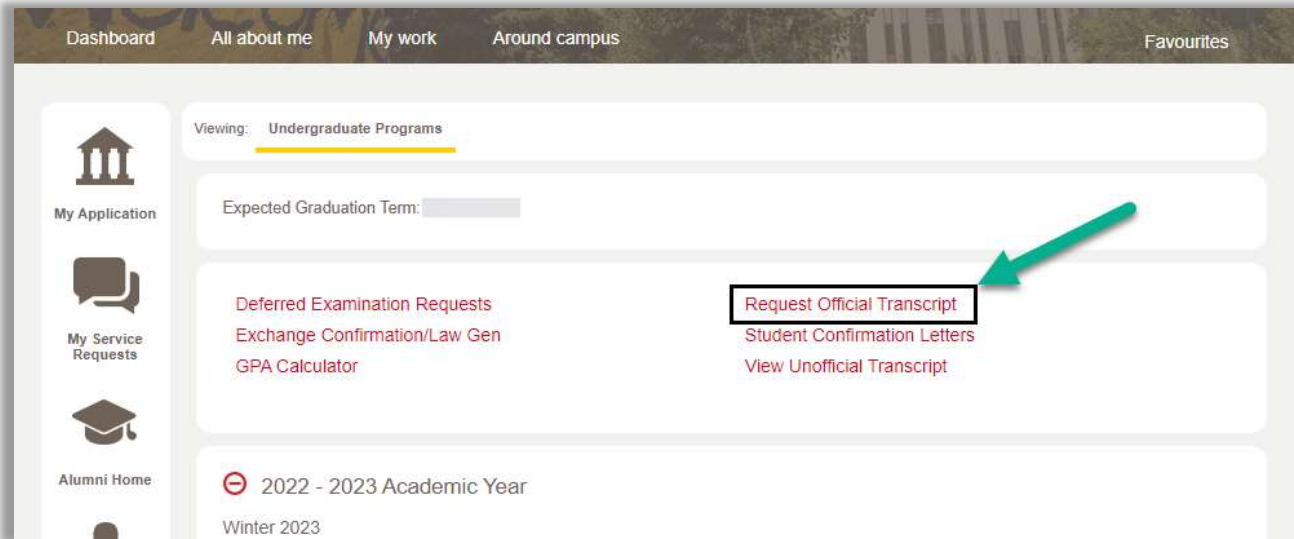 Dashboard All about me My work Around campus Favourites
Viewing: Undergraduate Programs
My Application
Expected Graduation Term:
Deferred Examination Requests
Exchange Confirmation/Law Gen
GPA Calculator
Request Official Transcript
Student Confirmation Letters
View Unofficial Transcript
My Service
Requests
Alumni Home
2022 - 2023 Academic Year
Winter 2023